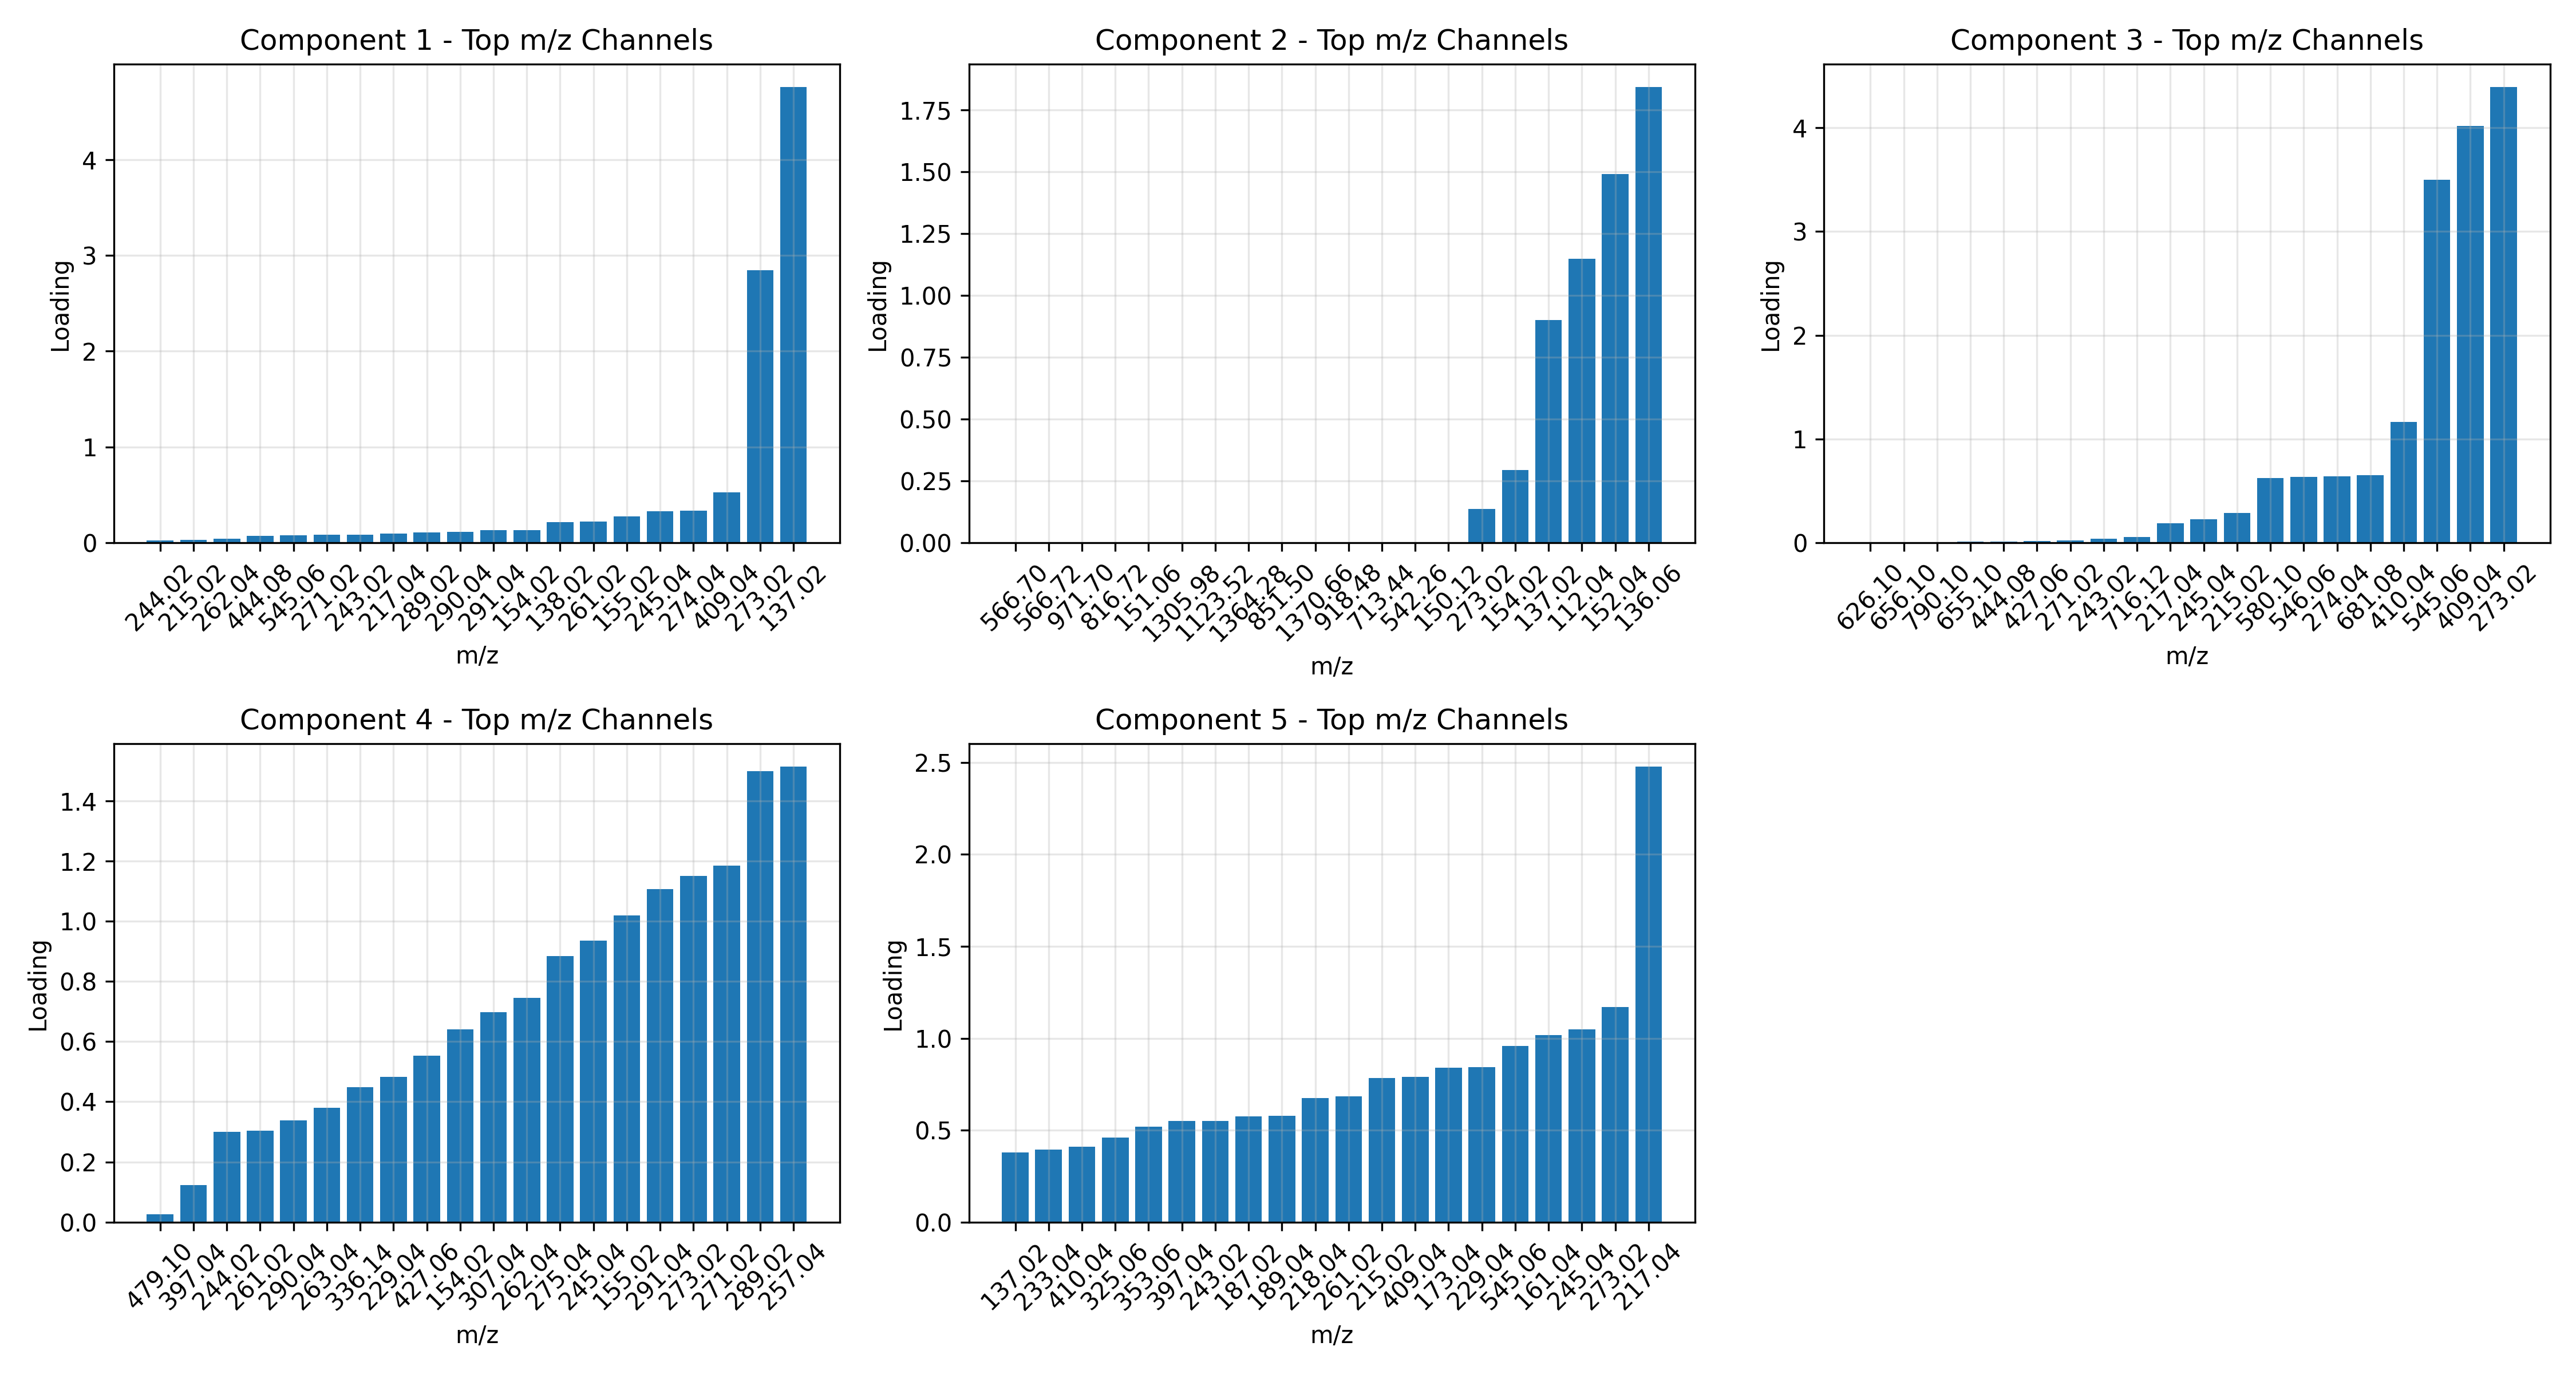 Component 1 - Top m/z Channels
Loading
4
3
2
1
0
244.02 215.02 262.04 444.08 545.06 271.02 243.02 217.04 289.02 290.04 291.04 154.02 138.02 261.02 155.02 245.04 274.04 409.04 273.02 137.02
m/z
Component 2 - Top m/z Channels
Loading
1.75
1.50
1.25
1.00
0.75
0.50
0.25
0.00
566.70 566.72 971.70 816.72 151.06 1305.98 1123.52 1364.28 851.50 1370.66 918.48 713.44 542.26 150.12 273.02 154.02 137.02 112.04 152.04 136.06
m/z
Component 3 - Top m/z Channels
Loading
4
3
2
1
0
626.10 656.10 790.10 655.10 444.08 427.06 271.02 243.02 716.12 217.04 245.04 215.02 580.10 546.06 274.04 681.08 410.04 545.06 409.04 273.02
m/z
Component 4 - Top m/z Channels
Loading
1.4
1.2
1.0
0.8
0.6
0.4
0.2
0.0
479.10 397.04 244.02 261.02 290.04 263.04 336.14 229.04 427.06 154.02 307.04 262.04 275.04 245.04 155.02 291.04 273.02 271.02 289.02 257.04
m/z
Component 5 - Top m/z Channels
Loading
2.5
2.0
1.5
1.0
0.5
0.0
137.02 233.04 410.04 325.06 353.06 397.04 243.02 187.02 189.04 218.04 261.02 215.02 409.04 173.04 229.04 545.06 161.04 245.04 273.02 217.04
m/z